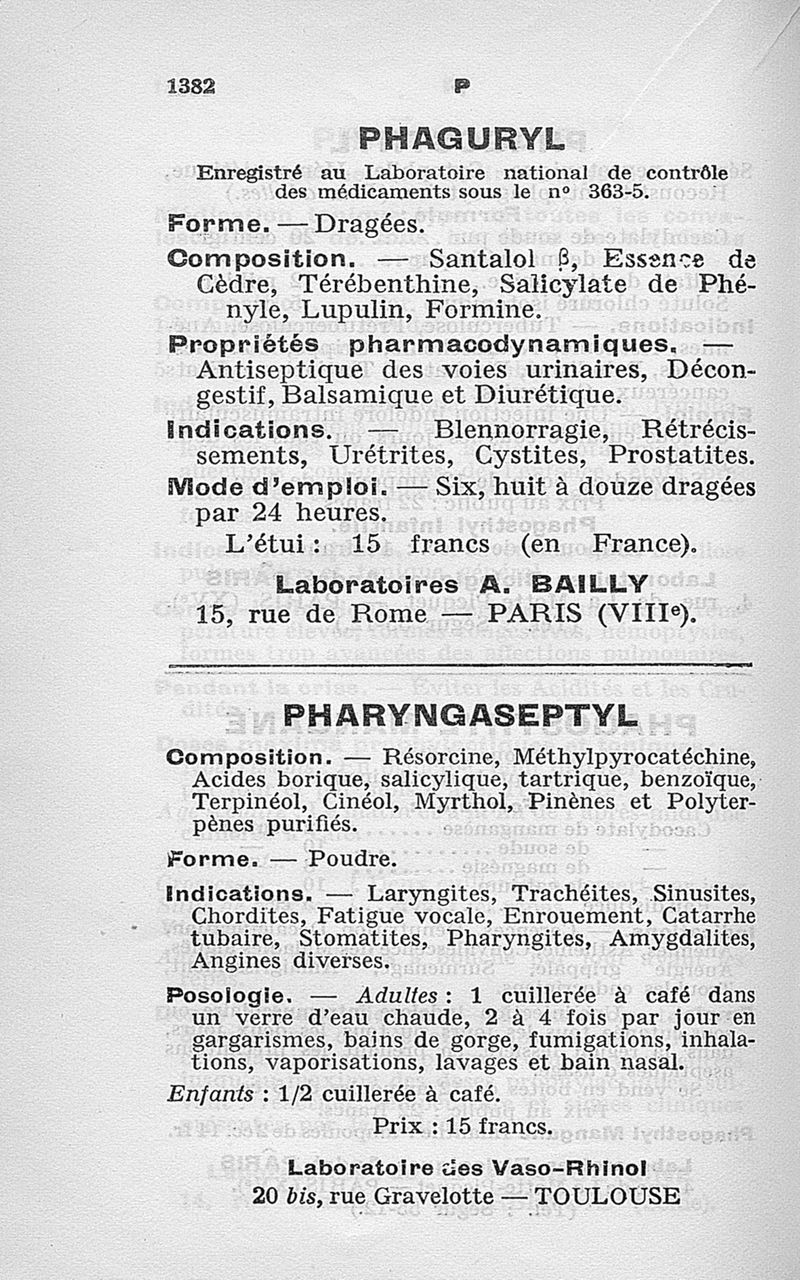 1382 P
PHAGURYL
Enregistré au Laboratoire national de contrôle
des médicaments sous le nº 363-5.
Forme. — Dragées.
Composition. — Santalol β, Essence de
Cèdre, Térébenthine, Salicylate de Phé-
nyle, Lupulin, Formine.
Propriétés pharmacodynamiques. —
Antiseptique des voies urinaires, Décon-
gestif, Balsamique et Diurétique.
Indications. — Blennorragie, Rétrécis-
sements, Urétrites, Cystites, Prostatites.
Mode d'emploi. — Six, huit à douze dragées
par 24 heures.
L'étui : 15 francs (en France).
Laboratoires A. BAILLY
15, rue de Rome — PARIS (VIIIe).
PHARYNGASEPTYL
Composition. — Résorcine, Méthylpyrocatéchine,
Acides borique, salicylique, tartrique, benzoïque,
Terpinéol, Cinéol, Myrthol, Pinènes et Polyter-
pènes purifiés.
Forme. — Poudre.
Indications. — Laryngites, Trachéites, Sinusites,
Chordites, Fatigue vocale, Enrouement, Catarrhe
tubaire, Stomatites, Pharyngites, Amygdalites,
Angines diverses.
Posologie. — Adultes : 1 cuillerée à café dans
un verre d'eau chaude, 2 à 4 fois par jour en
gargarismes, bains de gorge, fumigations, inhala-
tions, vaporisations, lavages et bain nasal.
Enfants : 1/2 cuillerée à café.
Prix : 15 francs.
Laboratoire des Vaso-Rhinol
20 bis, rue Gravelotte — TOULOUSE